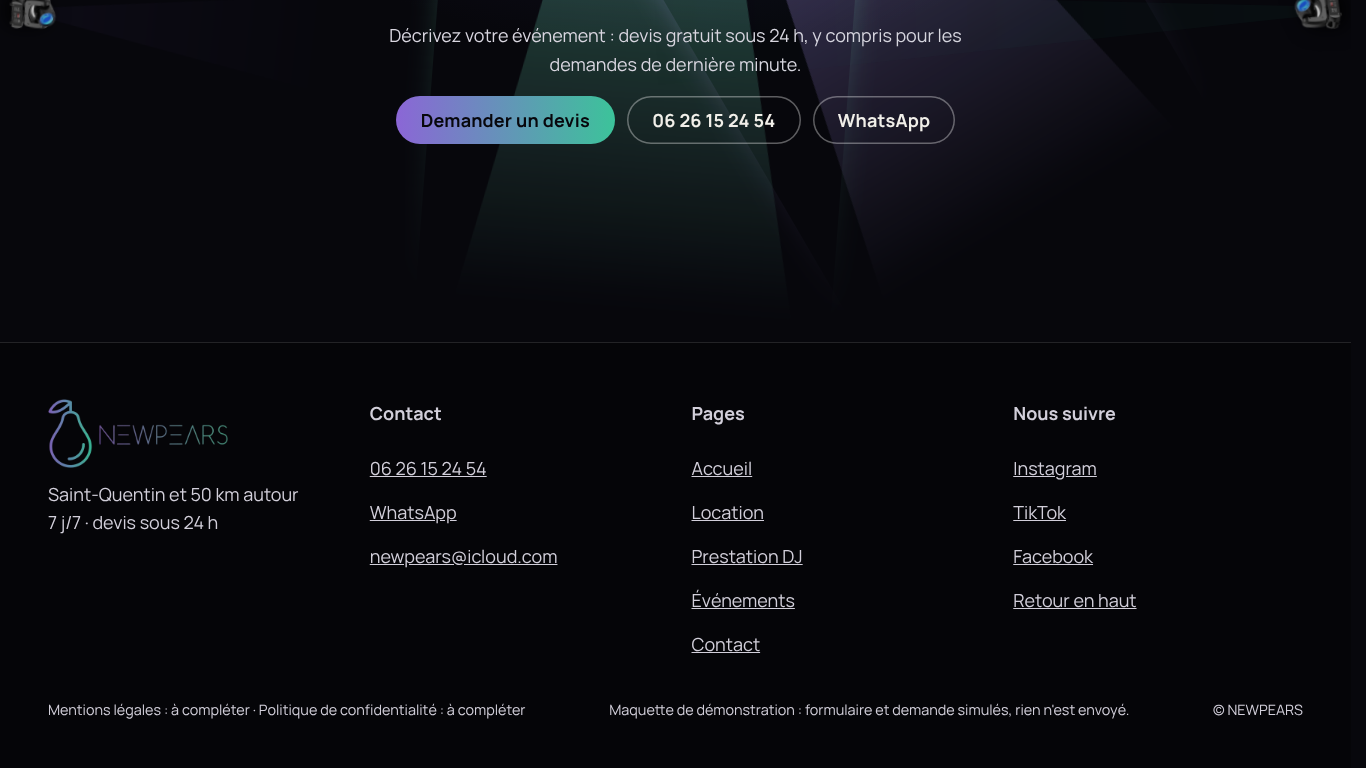 Décrivez votre événement : devis gratuit sous 24 h, y compris pour les
demandes de dernière minute.
Demander un devis
06 26 15 24 54
WhatsApp
NEWPEARS
Saint-Quentin et 50 km autour
7 j/7 · devis sous 24 h
Contact
06 26 15 24 54
WhatsApp
newpears@icloud.com
Pages
Accueil
Location
Prestation DJ
Événements
Contact
Nous suivre
Instagram
TikTok
Facebook
Retour en haut
Mentions légales : à compléter · Politique de confidentialité : à compléter
Maquette de démonstration : formulaire et demande simulés, rien n'est envoyé.
© NEWPEARS